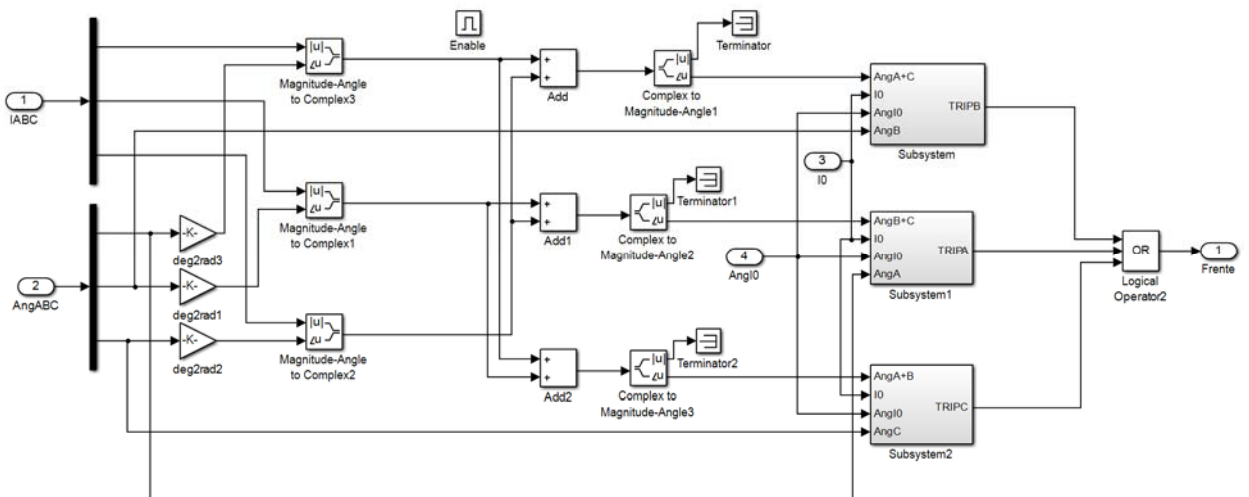 Enable
Terminator
|u|
∠u
Magnitude-Angle
to Complex3
+
+
Add
|u|
∠u
Complex to
Magnitude-Angle1
AngA+C
I0
AngI0
AngB
TRIPB
Subsystem
1
IABC
3
I0
|u|
∠u
Magnitude-Angle
to Complex1
+
+
Add1
|u|
∠u
Complex to
Magnitude-Angle2
Terminator1
AngB+C
I0
AngI0
AngA
TRIPA
Subsystem1
-K-
deg2rad3
4
AngI0
OR
Logical
Operator2
1
Frente
2
AngABC
-K-
deg2rad1
-K-
deg2rad2
|u|
∠u
Magnitude-Angle
to Complex2
+
+
Add2
|u|
∠u
Complex to
Magnitude-Angle3
Terminator2
AngA+B
I0
AngI0
AngC
TRIPC
Subsystem2